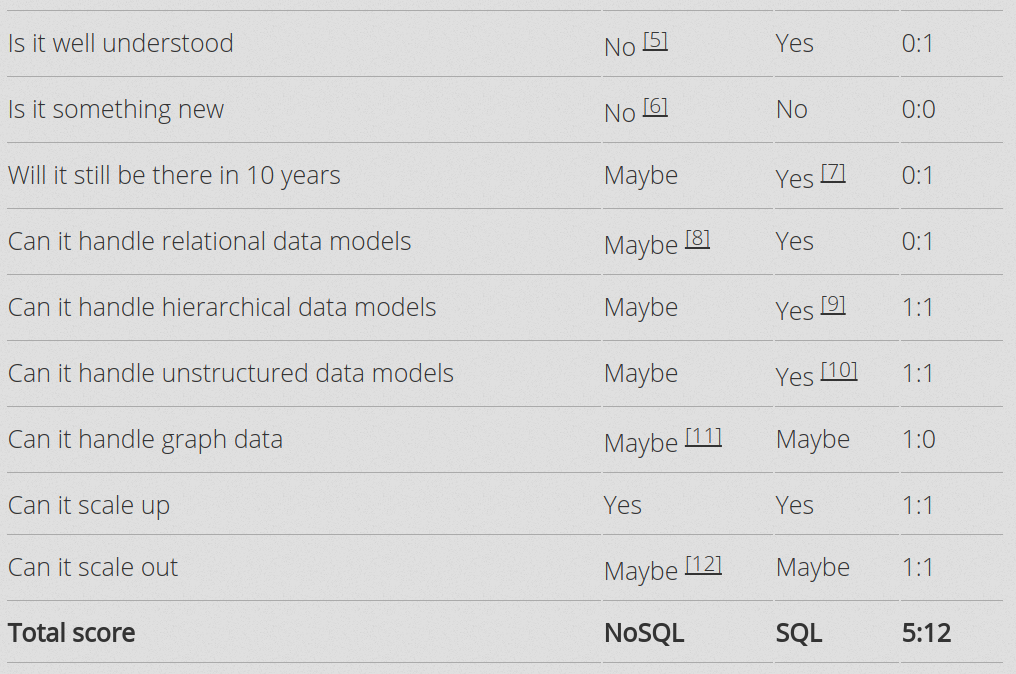 Is it well understood No [5] Yes 0:1
Is it something new No [6] No 0:0
Will it still be there in 10 years Maybe Yes [7] 0:1
Can it handle relational data models Maybe [8] Yes 0:1
Can it handle hierarchical data models Maybe Yes [9] 1:1
Can it handle unstructured data models Maybe Yes [10] 1:1
Can it handle graph data Maybe [11] Maybe 1:0
Can it scale up Yes Yes 1:1
Can it scale out Maybe [12] Maybe 1:1
Total score NoSQL SQL 5:12